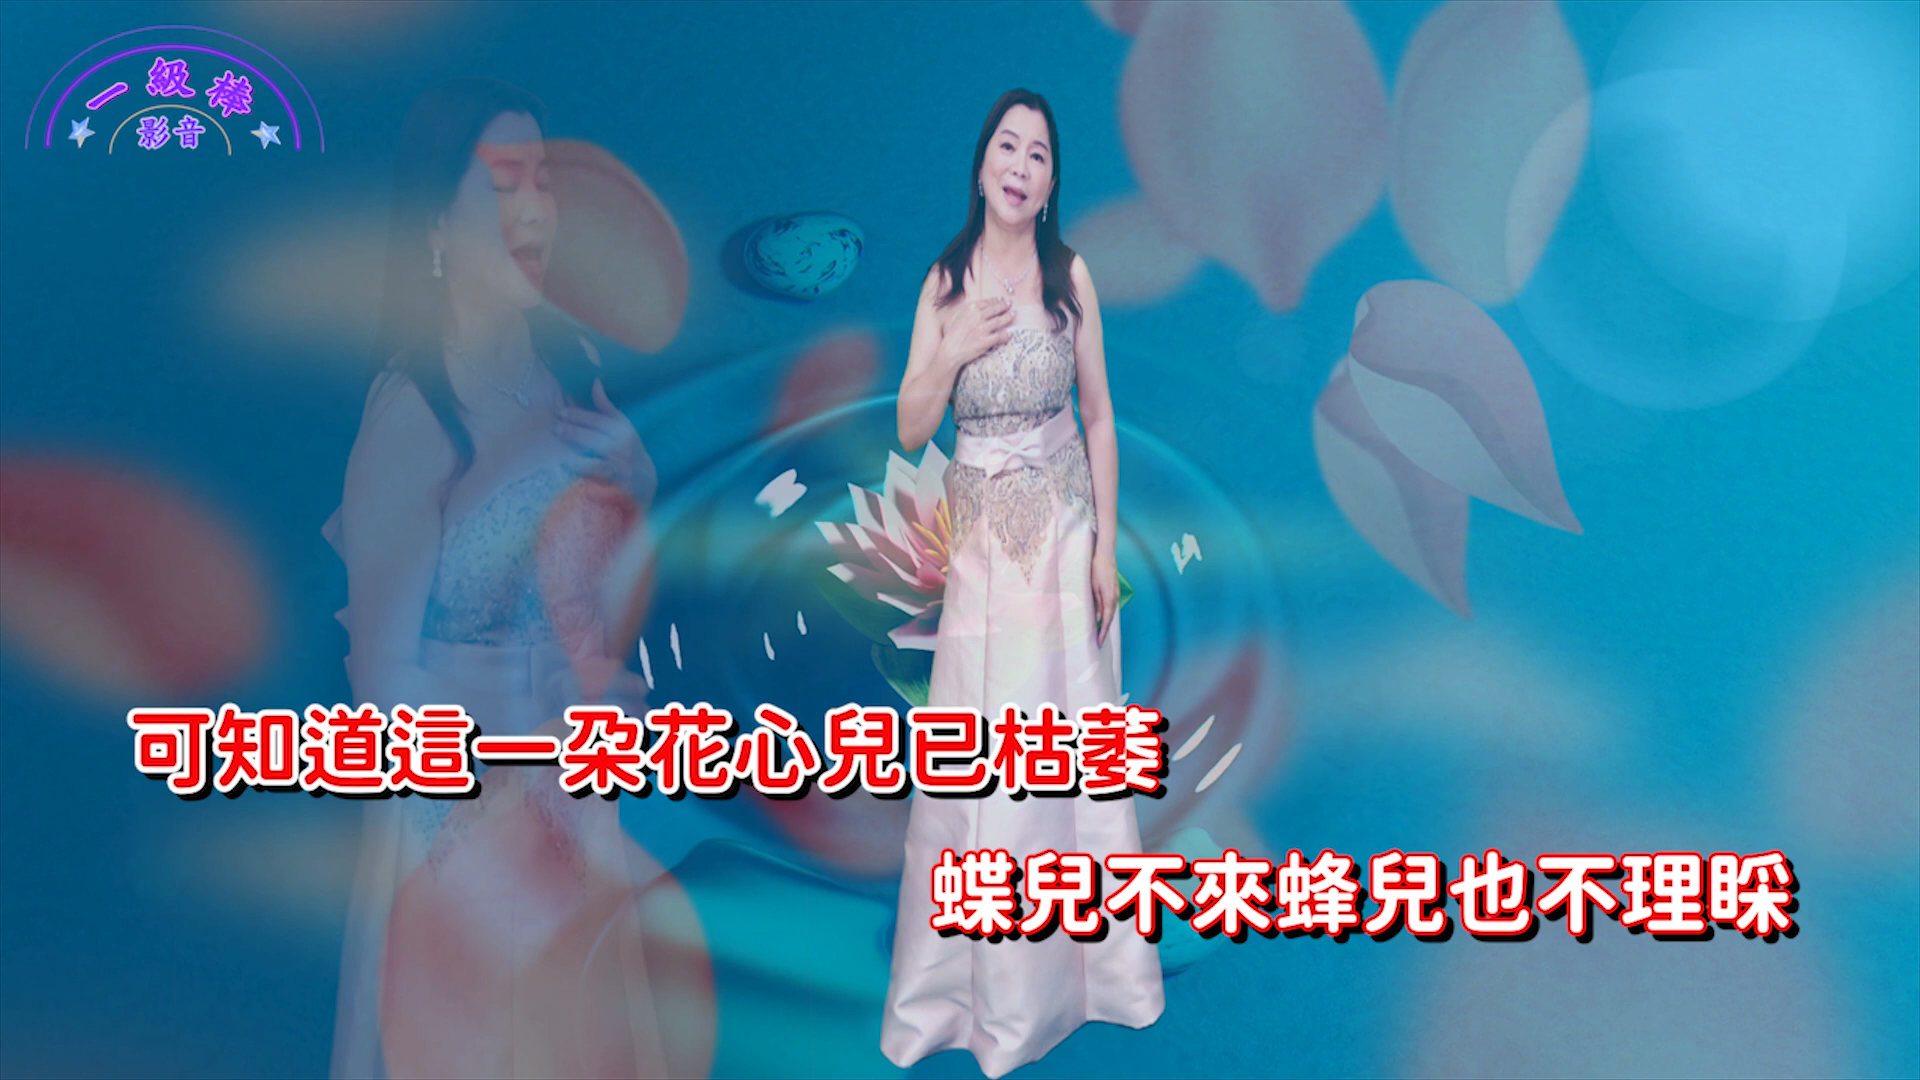 一級棒
影音
可知道這一朵花心兒已枯萎
蝶兒不來蜂兒也不理睬